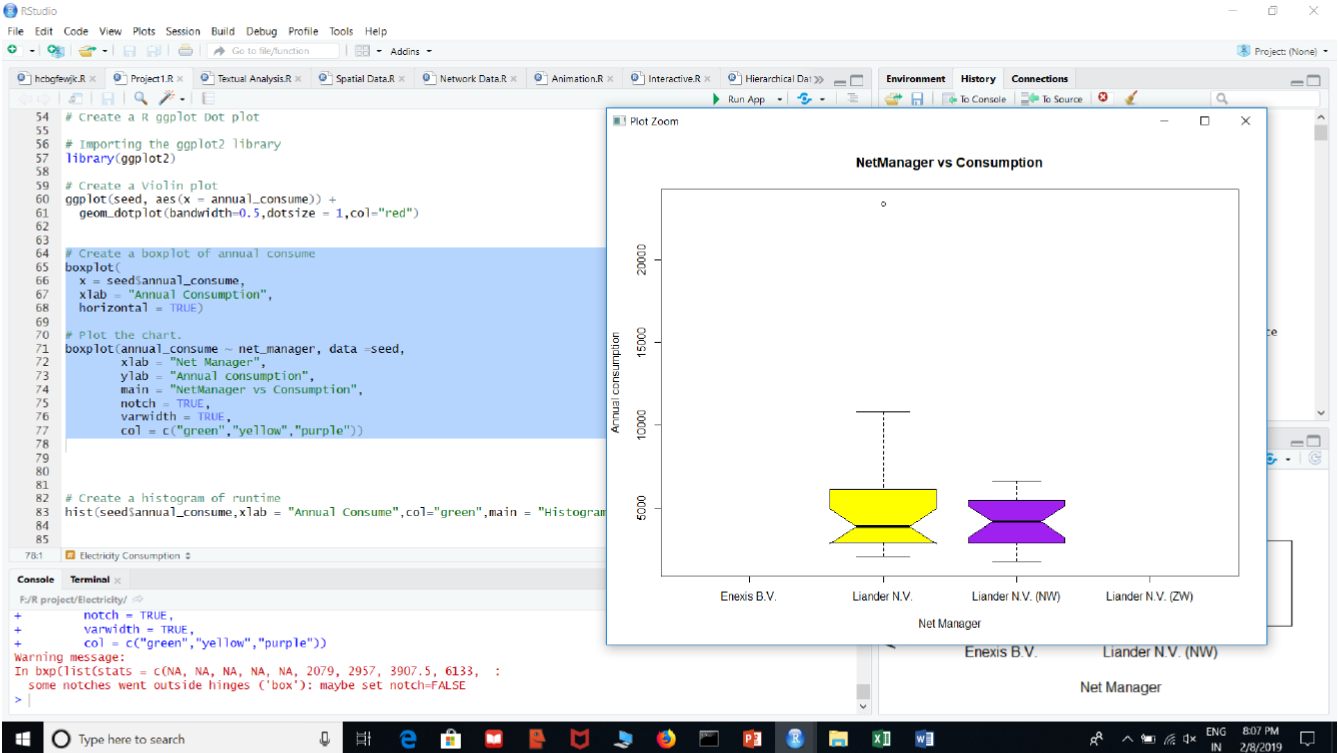 RStudio
File Edit Code View Plots Session Build Debug Profile Tools Help
Go to file/function Addins Project: (None)
hcbgfewjk.R Project1.R Textual Analysis.R Spatial Data.R Network Data.R Animation.R Interactive.R Hierarchical Dat
Run App
54 # Create a R ggplot Dot plot
55
56 # Importing the ggplot2 library
57 library(ggplot2)
58
59 # Create a Violin plot
60 ggplot(seed, aes(x = annual_consume)) +
61 geom_dotplot(bandwidth=0.5,dotsize = 1,col="red")
62
63
64 # Create a boxplot of annual consume
65 boxplot(
66 x = seed$annual_consume,
67 xlab = "Annual Consumption",
68 horizontal = TRUE)
69
70 # Plot the chart.
71 boxplot(annual_consume ~ net_manager, data =seed,
72 xlab = "Net Manager",
73 ylab = "Annual consumption",
74 main = "NetManager vs Consumption",
75 notch = TRUE,
76 varwidth = TRUE,
77 col = c("green","yellow","purple"))
78
79
80
81
82 # Create a histogram of runtime
83 hist(seed$annual_consume,xlab = "Annual Consume",col="green",main = "Histogram
84
85
78:1 Electricity Consumption
Console Terminal
F:/R project/Electricity/
+ notch = TRUE,
+ varwidth = TRUE,
+ col = c("green","yellow","purple"))
Warning message:
In bxp(list(stats = c(NA, NA, NA, NA, NA, 2079, 2957, 3907.5, 6133, :
some notches went outside hinges ('box'): maybe set notch=FALSE
>
Environment History Connections
To Console To Source
Plot Zoom
NetManager vs Consumption
Annual consumption
20000
15000
10000
5000
Enexis B.V. Liander N.V. Liander N.V. (NW) Liander N.V. (ZW)
Net Manager
Enexis B.V. Liander N.V. (NW)
Net Manager
Type here to search
ENG 8:07 PM
IN 2/8/2019